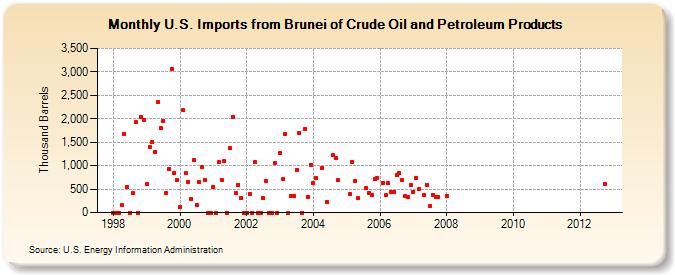 Monthly U.S. Imports from Brunei of Crude Oil and Petroleum Products
Thousand Barrels
3,500
3,000
2,500
2,000
1,500
1,000
500
0
1998 2000 2002 2004 2006 2008 2010 2012
Source: U.S. Energy Information Administration